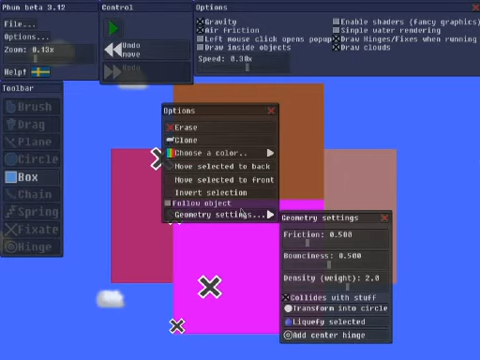 Phun beta 3.12
File...
Options...
Zoom: 0.13x
Help!
Control
Undo
move
Options
Gravity
Air friction
Left mouse click opens popup
Draw inside objects
Speed: 0.30x
Enable shaders (fancy graphics)
Simple water rendering
Draw Hinges/Fixes when running
Draw clouds
Toolbar
Brush
Drag
Plane
Circle
Box
Chain
Spring
Fixate
Hinge
Options
Erase
Clone
Choose a color..
Move selected to back
Move selected to front
Invert selection
Follow object
Geometry settings...
Geometry settings
Friction: 0.500
Bounciness: 0.500
Density (weight): 2.0
Collides with stuff
Transform into circle
Liquefy selected
Add center hinge